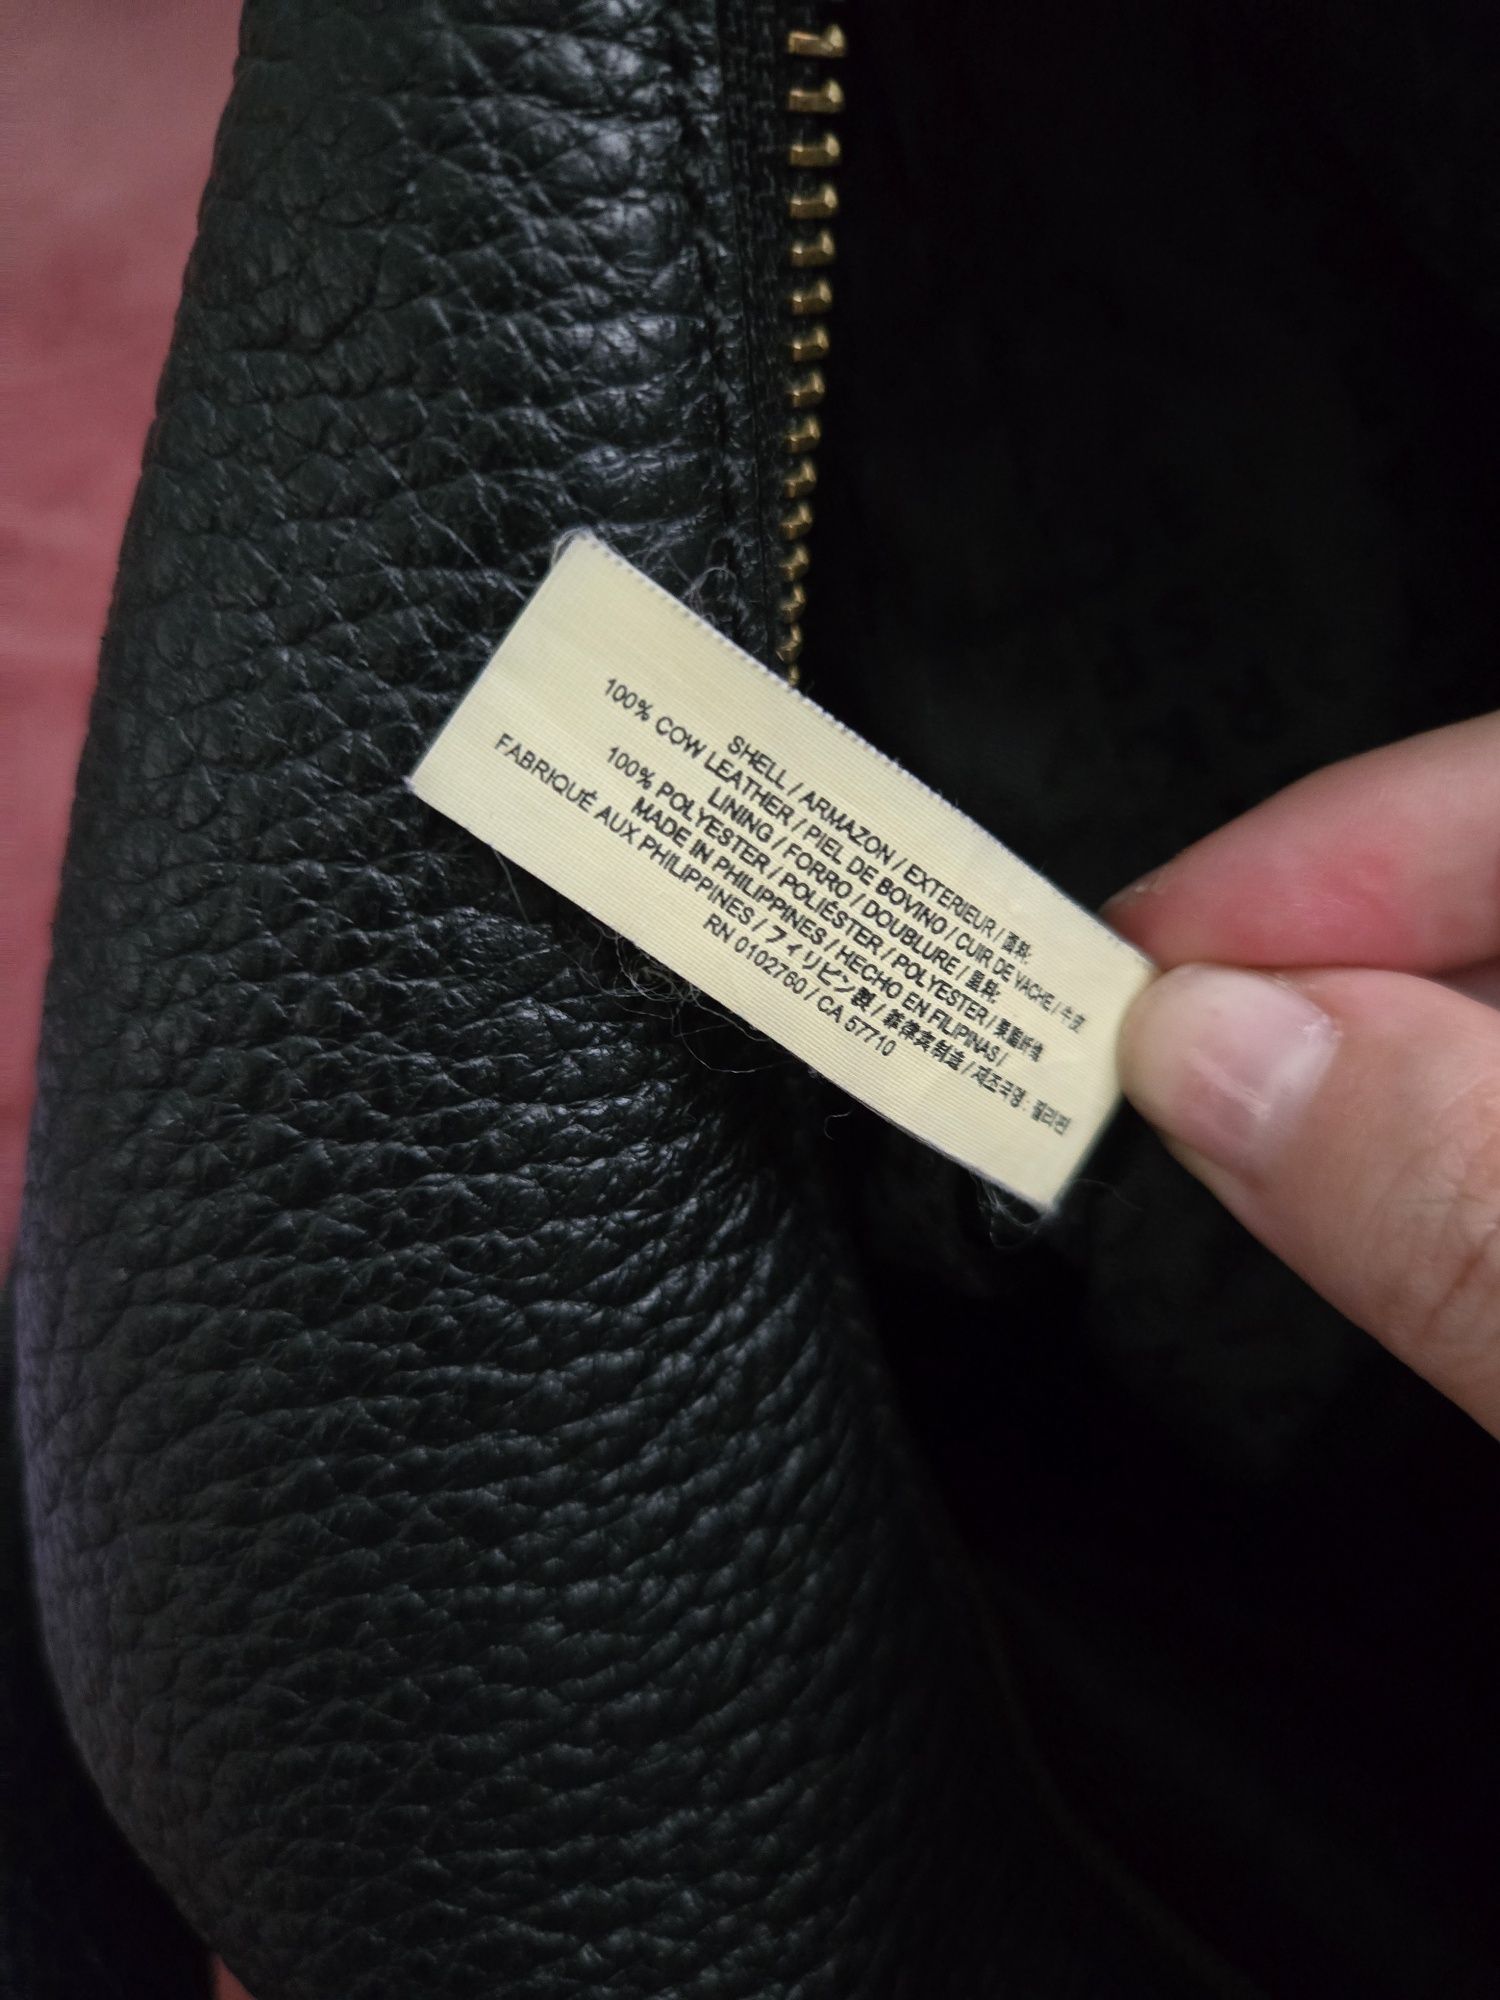 SHELL / ARMAZON / EXTERIEUR / 面料:
100% COW LEATHER / PIEL DE BOVINO / CUIR DE VACHE / 牛皮
LINING / FORRO / DOUBLURE / 里料:
100% POLYESTER / POLIÉSTER / POLYESTER / 聚酯纤维
MADE IN PHILIPPINES / HECHO EN FILIPINAS /
FABRIQUÉ AUX PHILIPPINES / フィリピン製 / 菲律宾制造 / 제조국명 : 필리핀
RN 0102760 / CA 57710